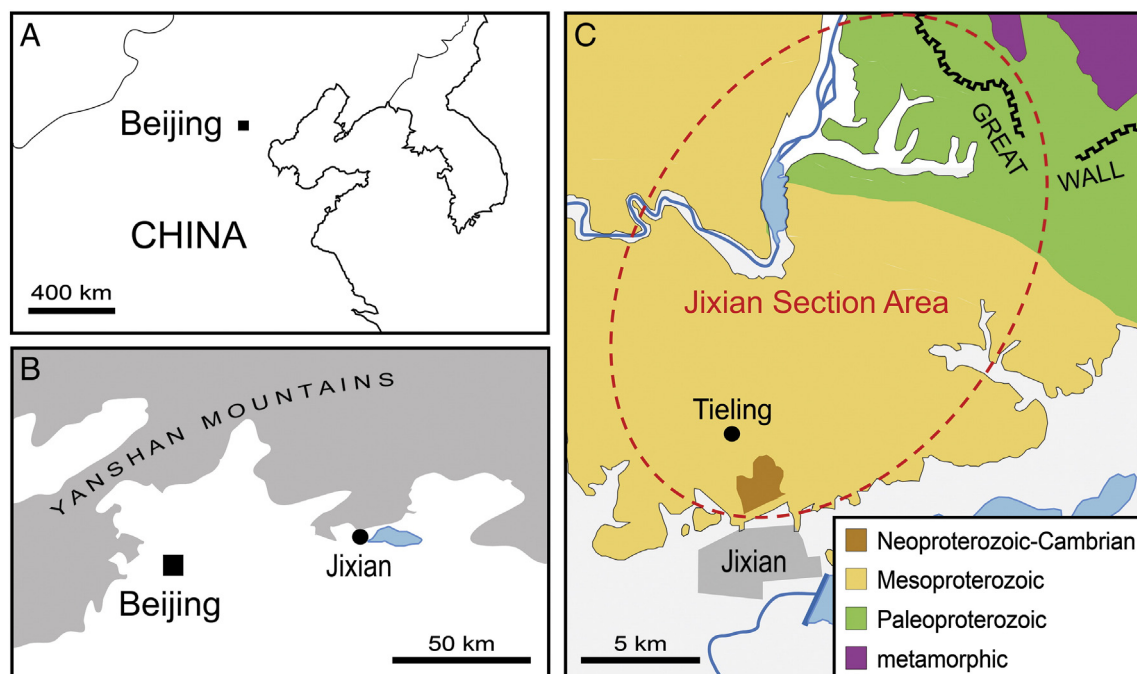 A
Beijing
CHINA
400 km
B
YANSHAN MOUNTAINS
Jixian
Beijing
50 km
C
GREAT
WALL
Jixian Section Area
Tieling
Jixian
5 km
Neoproterozoic-Cambrian
Mesoproterozoic
Paleoproterozoic
metamorphic